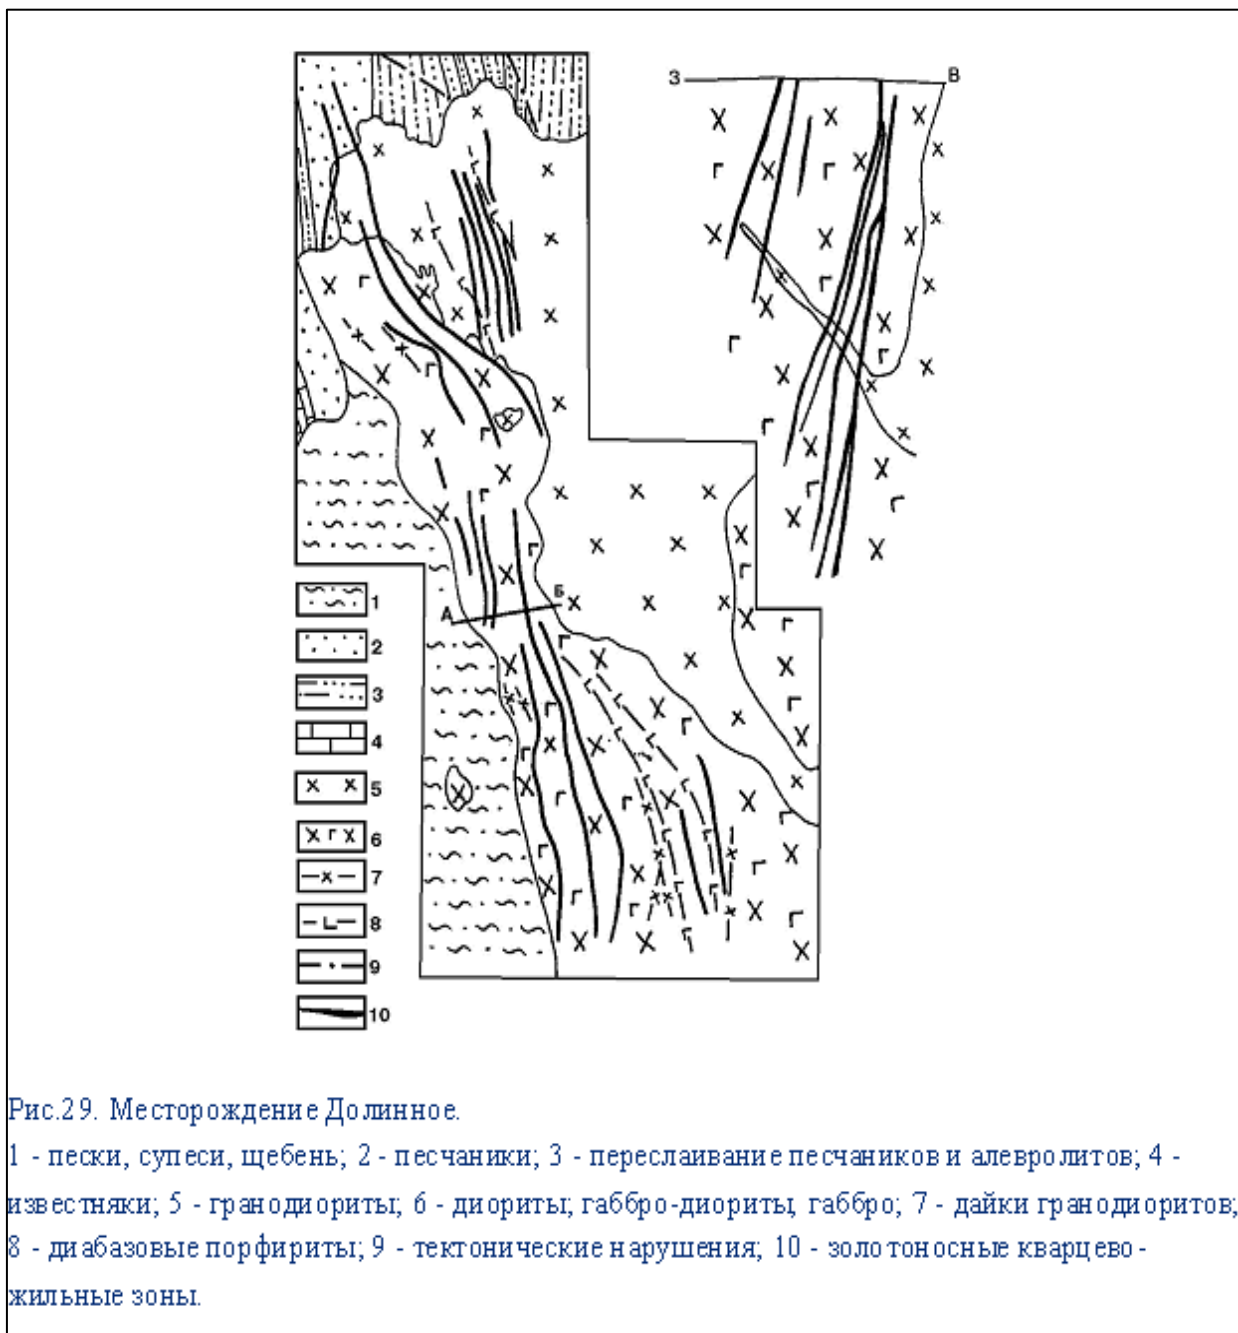 З В
А Б
1
2
3
4
5
6
7
8
9
10
Рис.29. Месторождение Долинное.
1 - пески, супеси, щебень; 2 - песчаники; 3 - переслаивание песчаников и алевролитов; 4 -
известняки; 5 - гранодиориты; 6 - диориты; габбро-диориты, габбро; 7 - дайки гранодиоритов;
8 - диабазовые порфириты; 9 - тектонические нарушения; 10 - золотоносные кварцево-
жильные зоны.